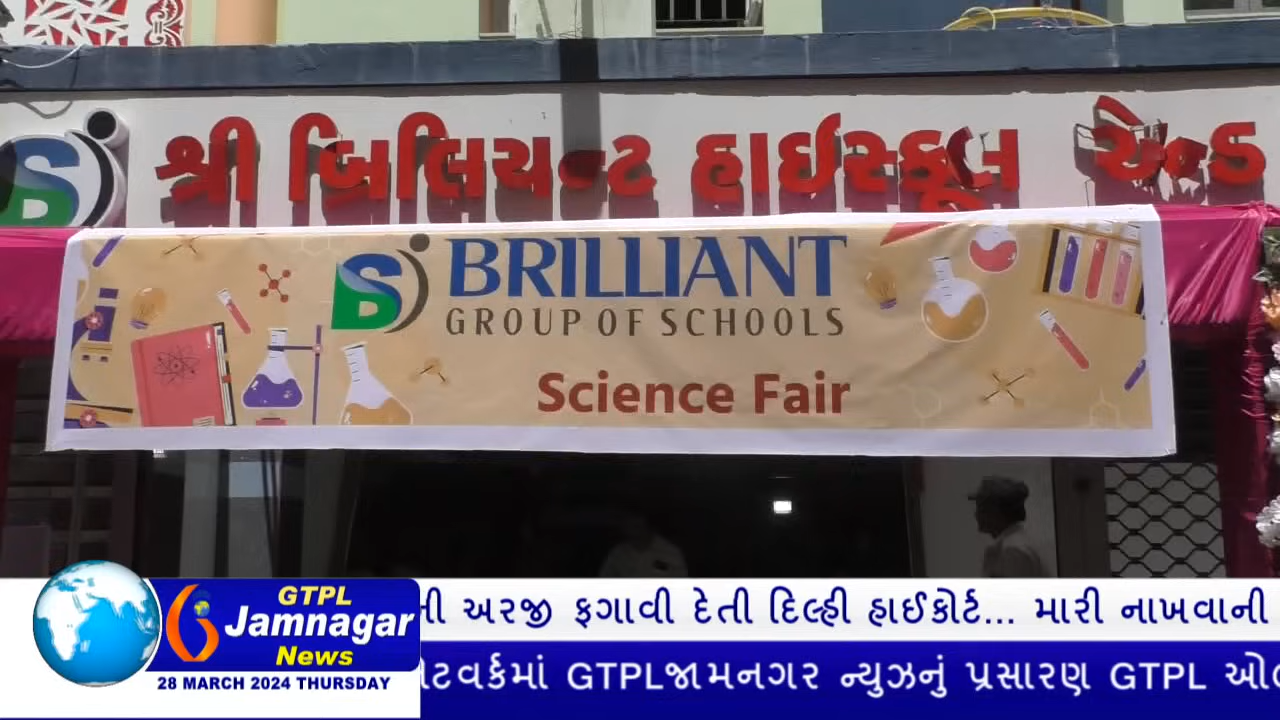 શ્રી બ્રિલિયન્ટ હાઈસ્કૂલ એન્ડ
BRILLIANT
GROUP OF SCHOOLS
Science Fair
GTPL
Jamnagar
News
28 MARCH 2024 THURSDAY
ની અરજી ફગાવી દેતી દિલ્હી હાઈકોર્ટ... મારી નાખવાની
ટવર્કમાં GTPLજામનગર ન્યુઝનું પ્રસારણ GTPL